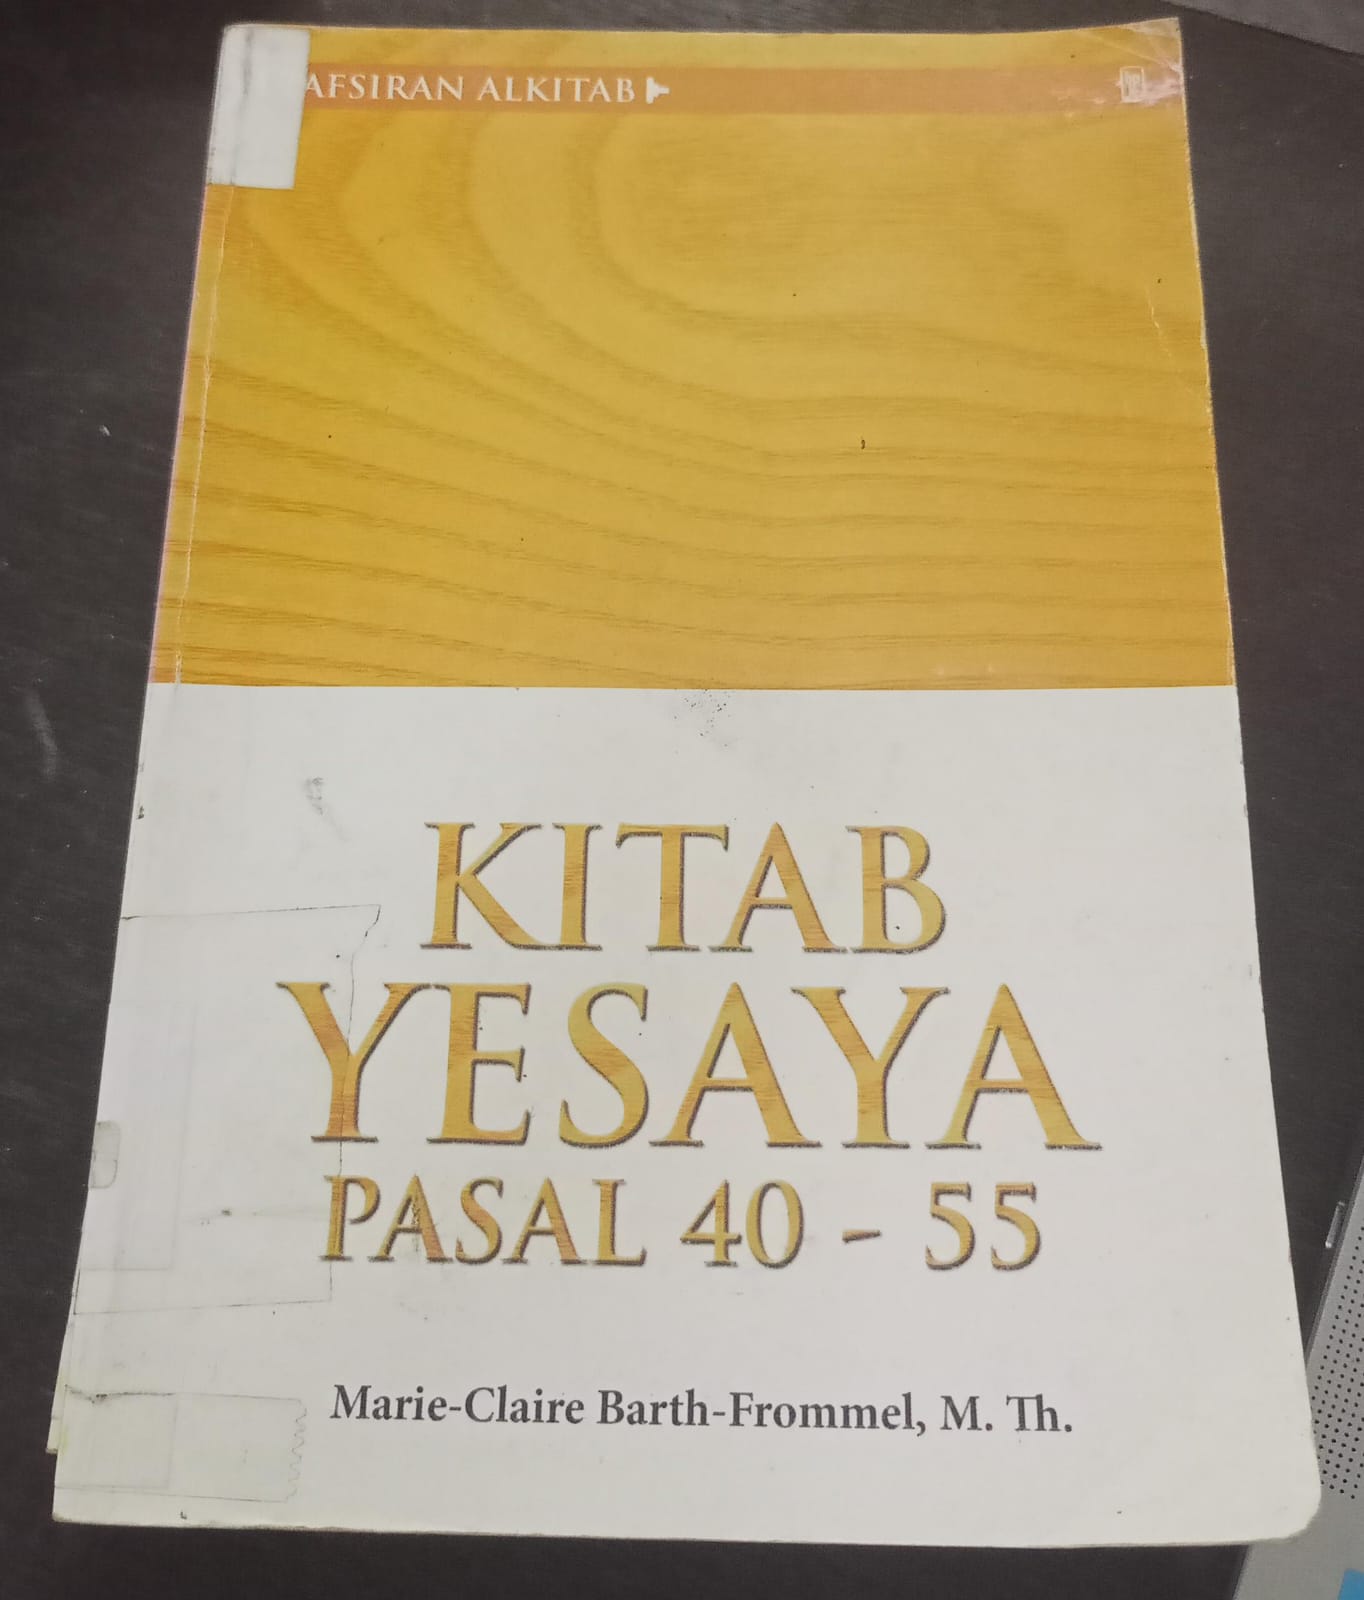 AFSIRAN ALKITAB
KITAB
YESAYA
PASAL 40 - 55
Marie-Claire Barth-Frommel, M. Th.